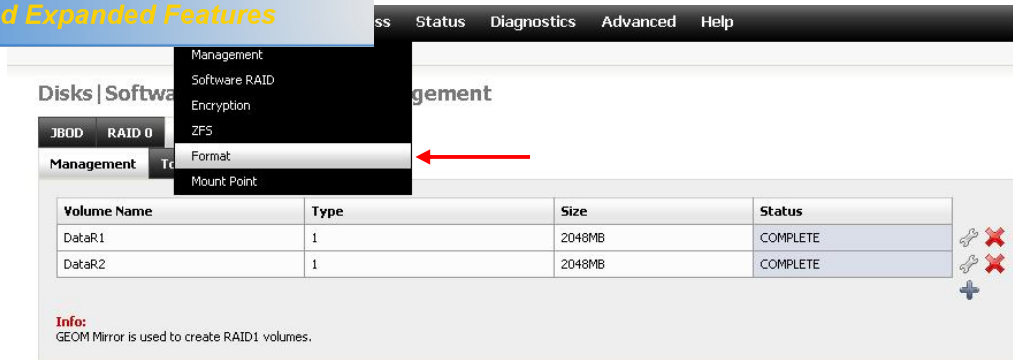 d Expanded Features
ss Status Diagnostics Advanced Help
Management
Software RAID
Encryption
ZFS
Format
Mount Point
Disks|Softwa gement
JBOD RAID 0
Management To
Volume Name Type Size Status
DataR1 1 2048MB COMPLETE
DataR2 1 2048MB COMPLETE
Info:
GEOM Mirror is used to create RAID1 volumes.